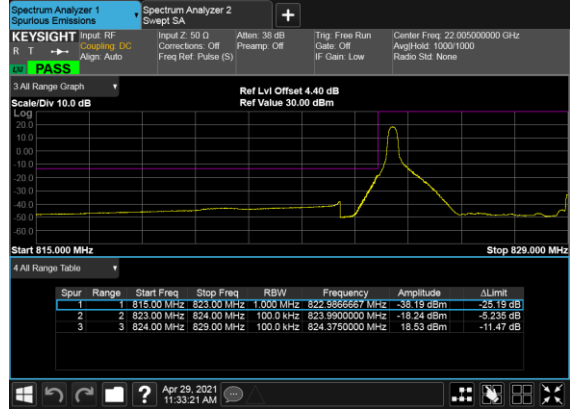 Spectrum Analyzer 1
Spurious Emissions
Spectrum Analyzer 2
Swept SA
KEYSIGHT
R T
LXI PASS
Input: RF
Coupling: DC
Align: Auto
Input Z: 50 Ω
Corrections: Off
Freq Ref: Pulse (S)
Atten: 38 dB
Preamp: Off
Trig: Free Run
Gate: Off
IF Gain: Low
Center Freq: 22.005000000 GHz
Avg|Hold: 1000/1000
Radio Std: None
3 All Range Graph
Scale/Div 10.0 dB
Ref Lvl Offset 4.40 dB
Ref Value 30.00 dBm
Log
20.0
10.0
0.00
-10.0
-20.0
-30.0
-40.0
-50.0
-60.0
Start 815.000 MHz Stop 829.000 MHz
4 All Range Table
Spur Range Start Freq Stop Freq RBW Frequency Amplitude ΔLimit
1 1 815.00 MHz 823.00 MHz 1.000 MHz 822.9866667 MHz -38.19 dBm -25.19 dB
2 2 823.00 MHz 824.00 MHz 100.0 kHz 823.9900000 MHz -18.24 dBm -5.235 dB
3 3 824.00 MHz 829.00 MHz 100.0 kHz 824.3750000 MHz 18.53 dBm -11.47 dB
Apr 29, 2021
11:33:21 AM